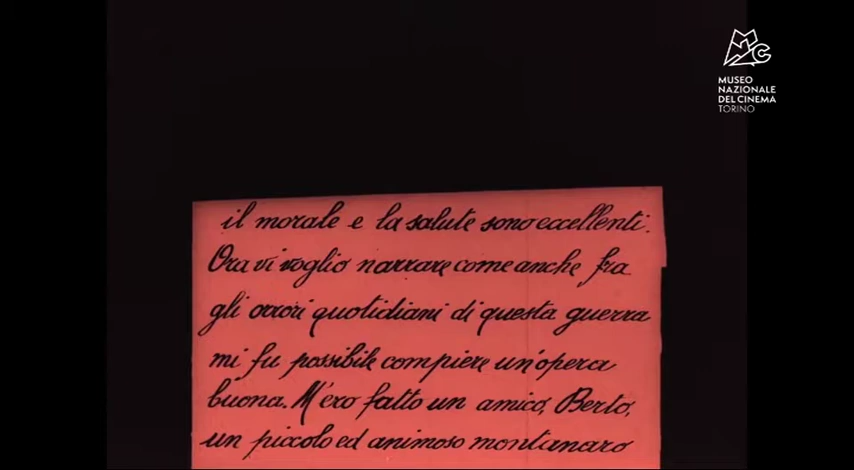 MUSEO
NAZIONALE
DEL CINEMA
TORINO
il morale e la salute sono eccellenti.
Ora vi voglio narrare come anche fra
gli orrori quotidiani di questa guerra
mi fu possibile compiere un'opera
buona. M'ero fatto un amico, Berto,
un piccolo ed animoso montanaro